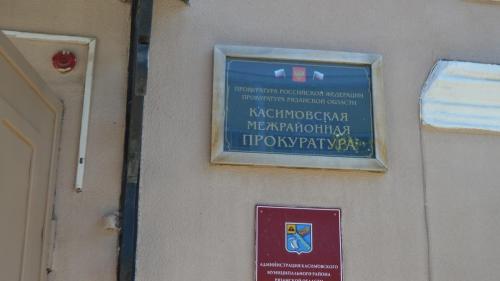 ПРОКУРАТУРА РОССИЙСКОЙ ФЕДЕРАЦИИ
ПРОКУРАТУРА РЯЗАНСКОЙ ОБЛАСТИ
КАСИМОВСКАЯ
МЕЖРАЙОННАЯ
ПРОКУРАТУРА
АДМИНИСТРАЦИЯ КАСИМОВСКОГО
МУНИЦИПАЛЬНОГО РАЙОНА
РЯЗАНСКОЙ ОБЛАСТИ